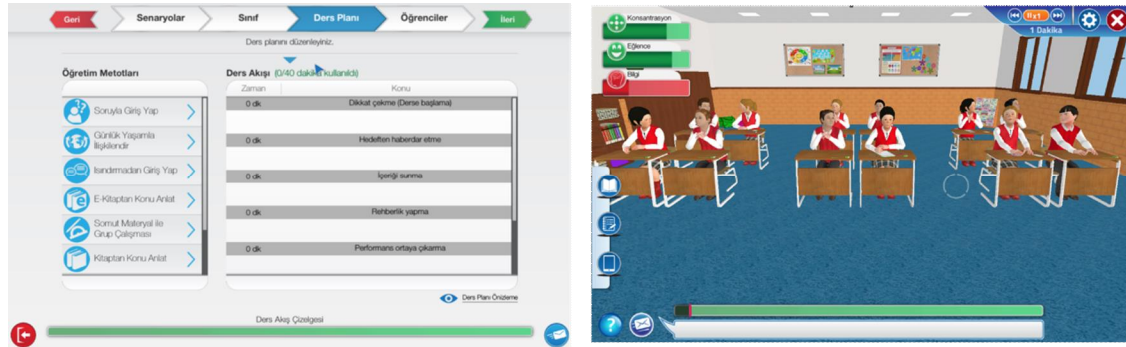 Geri
Senaryolar
Sınıf
Ders Planı
Öğrenciler
İleri
Ders planını düzenleyiniz.
Öğretim Metotları
Soruyla Giriş Yap
Günlük Yaşamla
İlişkilendir
Isındırmadan Giriş Yap
E-Kitaptan Konu Anlat
Somut Materyal ile
Grup Çalışması
Kitaptan Konu Anlat
Ders Akışı (0/40 dakika kullanıldı)
Zaman Konu
0 dk Dikkat çekme (Derse başlama)
0 dk Hedeften haberdar etme
0 dk İçeriği sunma
0 dk Rehberlik yapma
0 dk Performans ortaya çıkarma
Ders Planı Önizleme
Ders Akış Çizelgesi
Konsantrasyon
Eğlence
Bilgi
1 Dakika